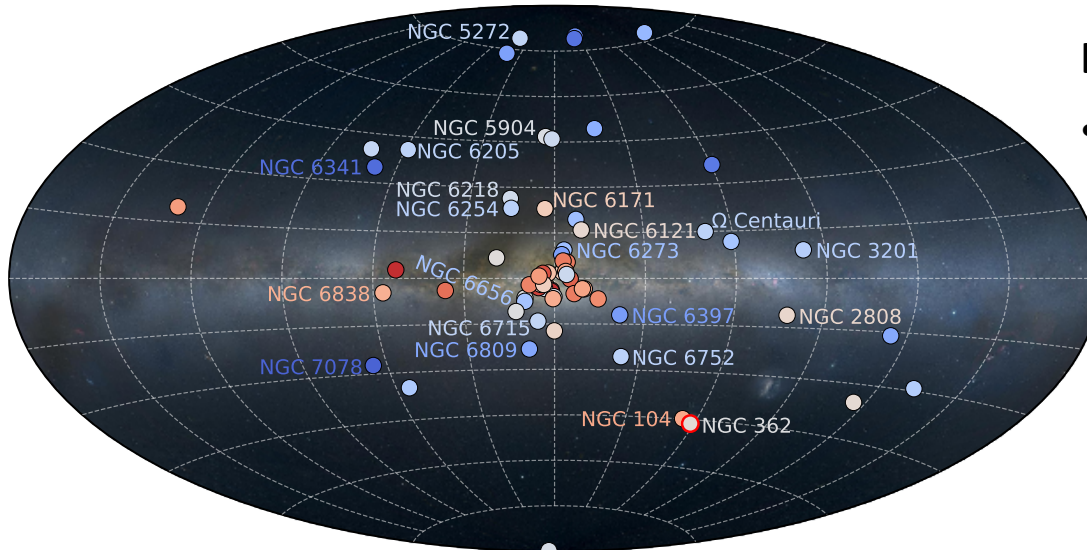 NGC 5272
NGC 5904
NGC 6205
NGC 6341
NGC 6218
NGC 6171
NGC 6254
Ω Centauri
NGC 6121
NGC 6273
NGC 3201
NGC 6656
NGC 6838
NGC 6397
NGC 2808
NGC 6715
NGC 6809
NGC 6752
NGC 7078
NGC 104
NGC 362